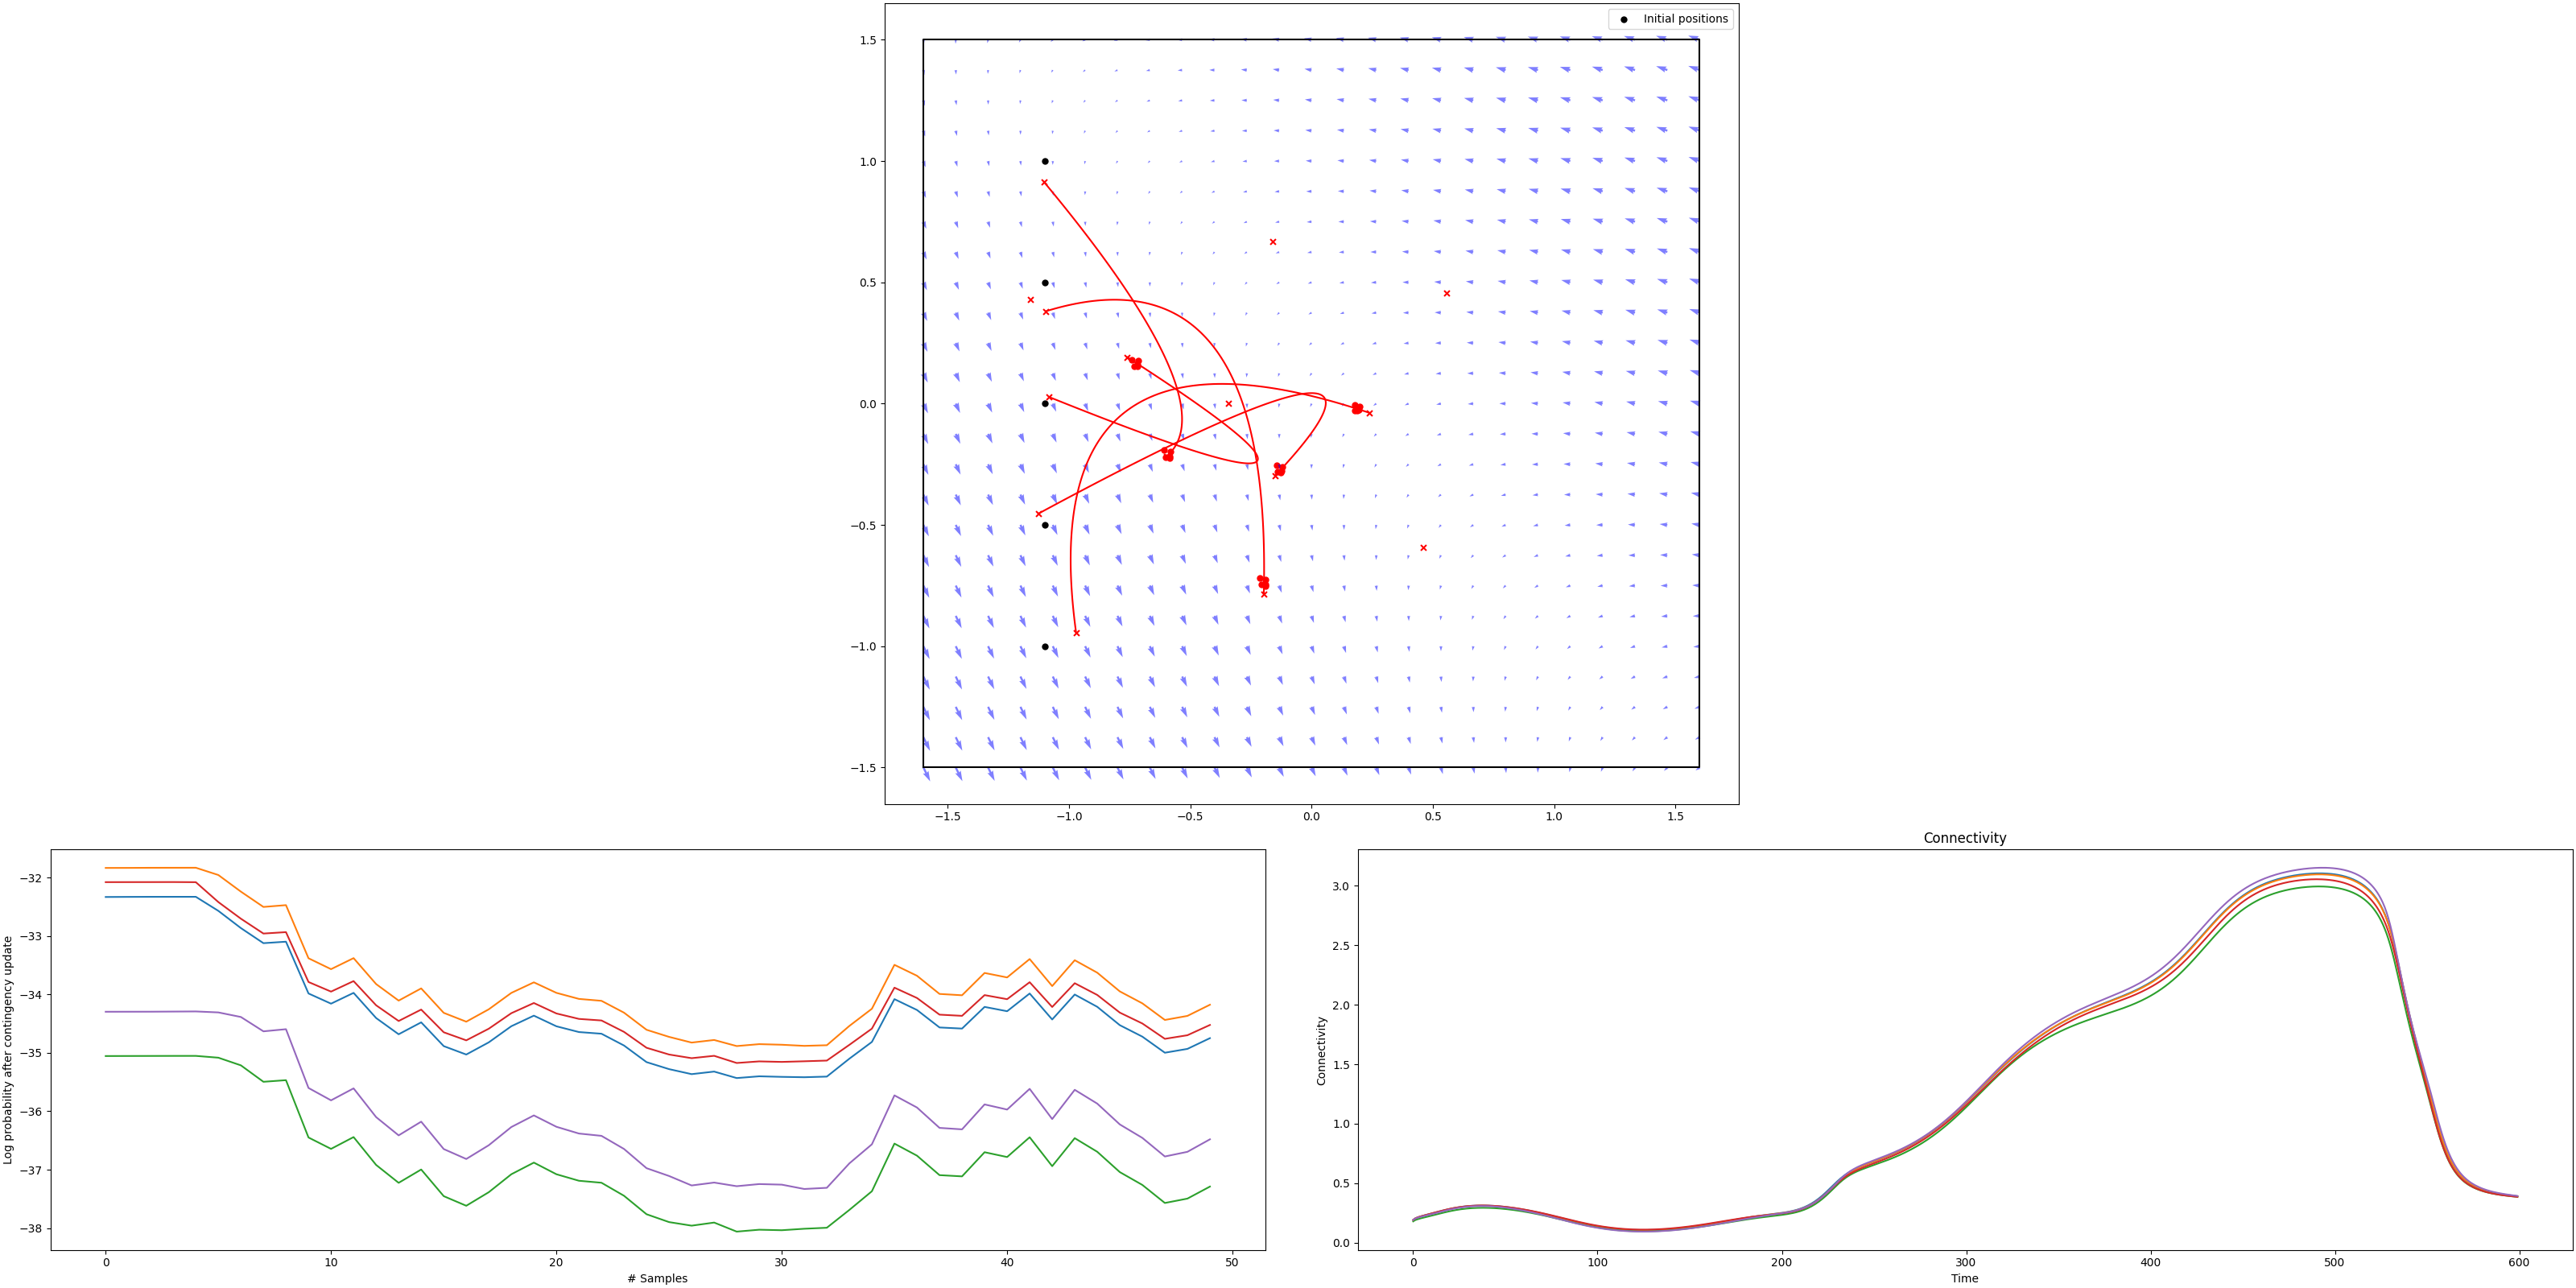 Initial positions
1.5
1.0
0.5
0.0
−0.5
−1.0
−1.5
−1.5 −1.0 −0.5 0.0 0.5 1.0 1.5
Log probability after contingency update
−32
−33
−34
−35
−36
−37
−38
0 10 20 30 40 50
# Samples
Connectivity
Connectivity
3.0
2.5
2.0
1.5
1.0
0.5
0.0
0 100 200 300 400 500 600
Time